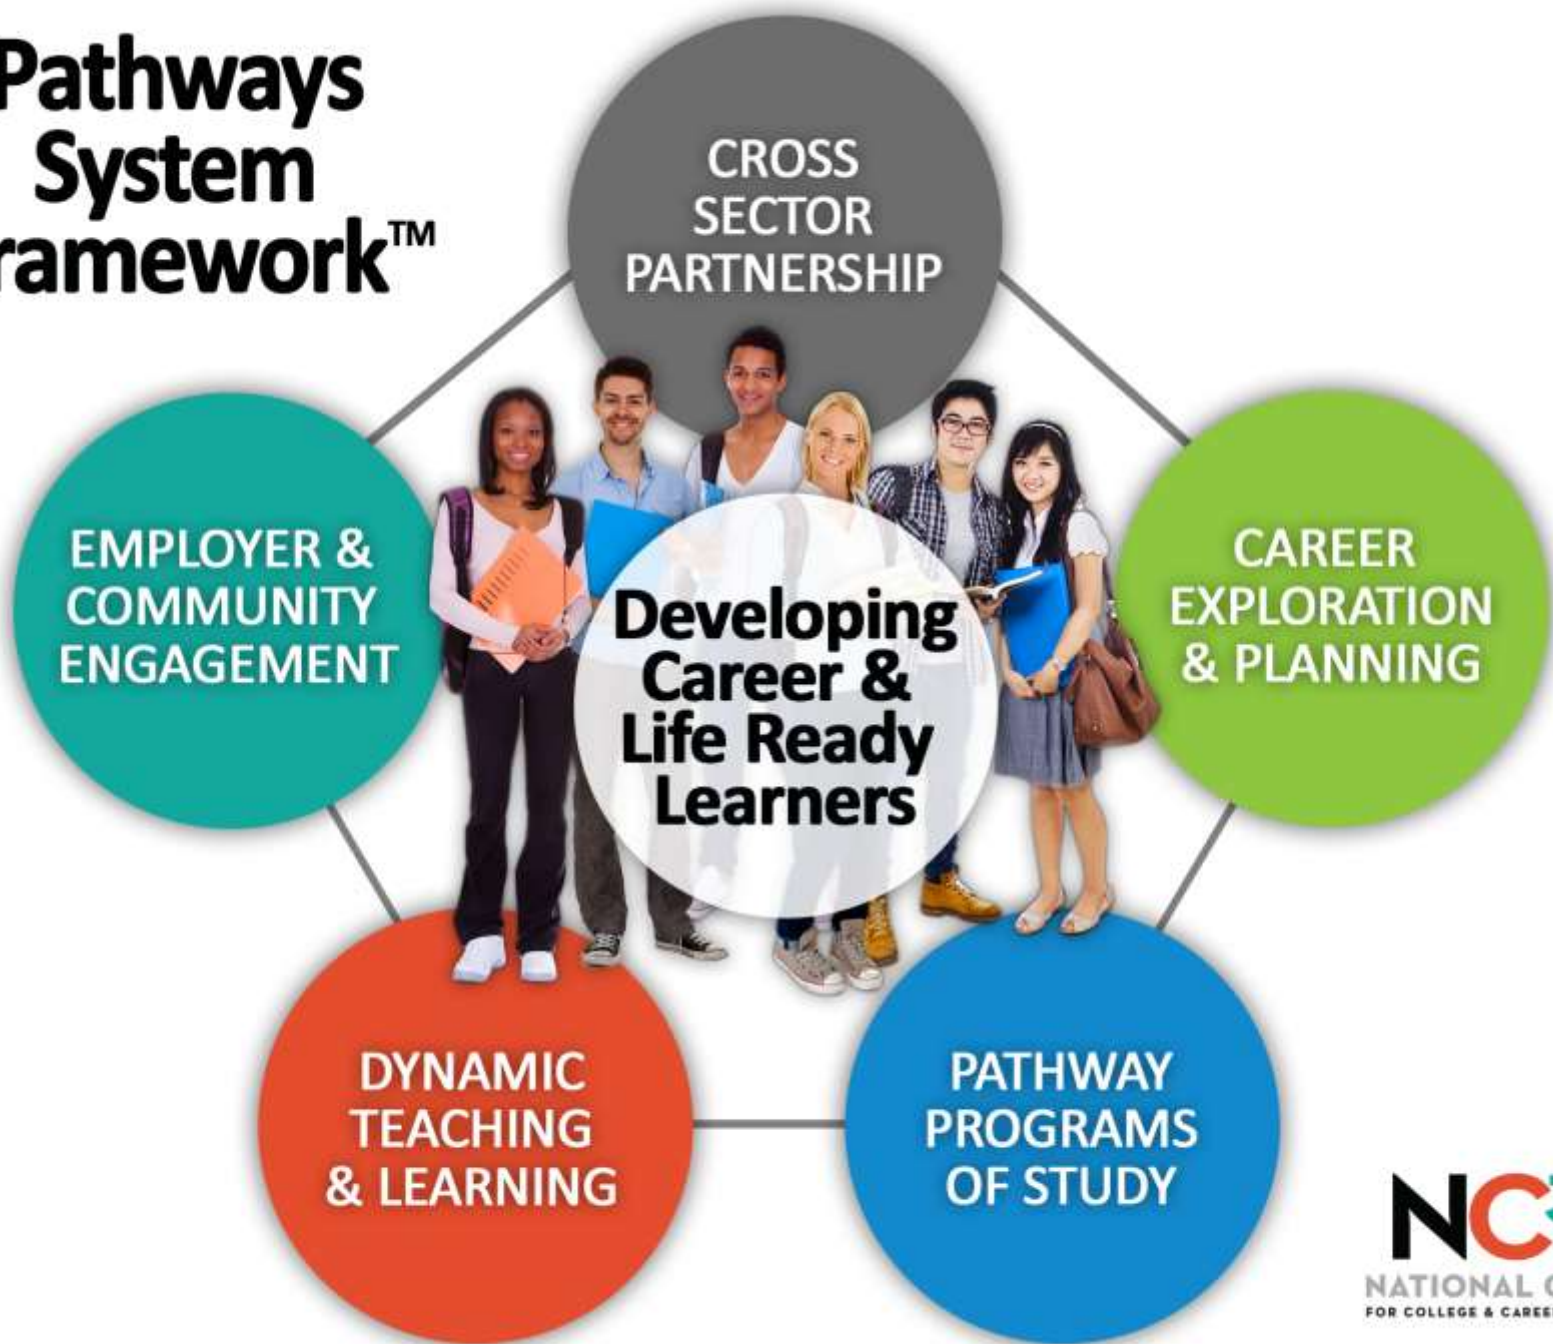 Pathways
System
ramework™
CROSS
SECTOR
PARTNERSHIP
EMPLOYER &
COMMUNITY
ENGAGEMENT
CAREER
EXPLORATION
& PLANNING
Developing
Career &
Life Ready
Learners
DYNAMIC
TEACHING
& LEARNING
PATHWAY
PROGRAMS
OF STUDY
NC
NATIONAL
FOR COLLEGE & CAREE